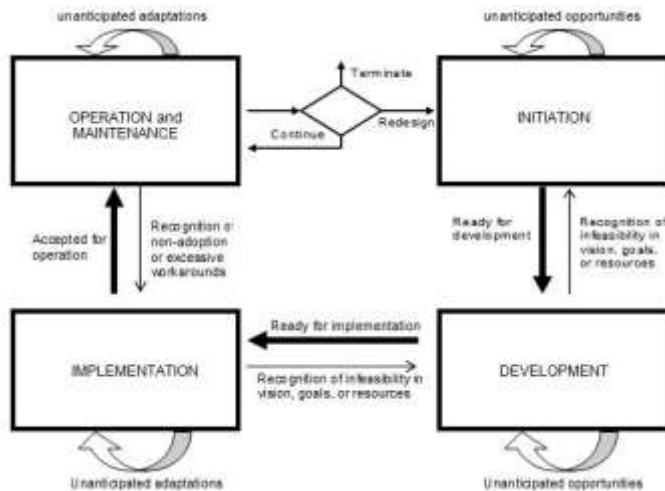 unanticipated adaptations
unanticipated opportunities
OPERATION and
MAINTENANCE
Terminate
Continue
Redesign
INITIATION
Accepted for
operation
Recognition of
non-adoption
or excessive
workarounds
Ready for
development
Recognition of
infeasibility in
vision, goals,
or resources
IMPLEMENTATION
Ready for implementation
Recognition of infeasibility in
vision, goals, or resources
DEVELOPMENT
Unanticipated adaptations
Unanticipated opportunities